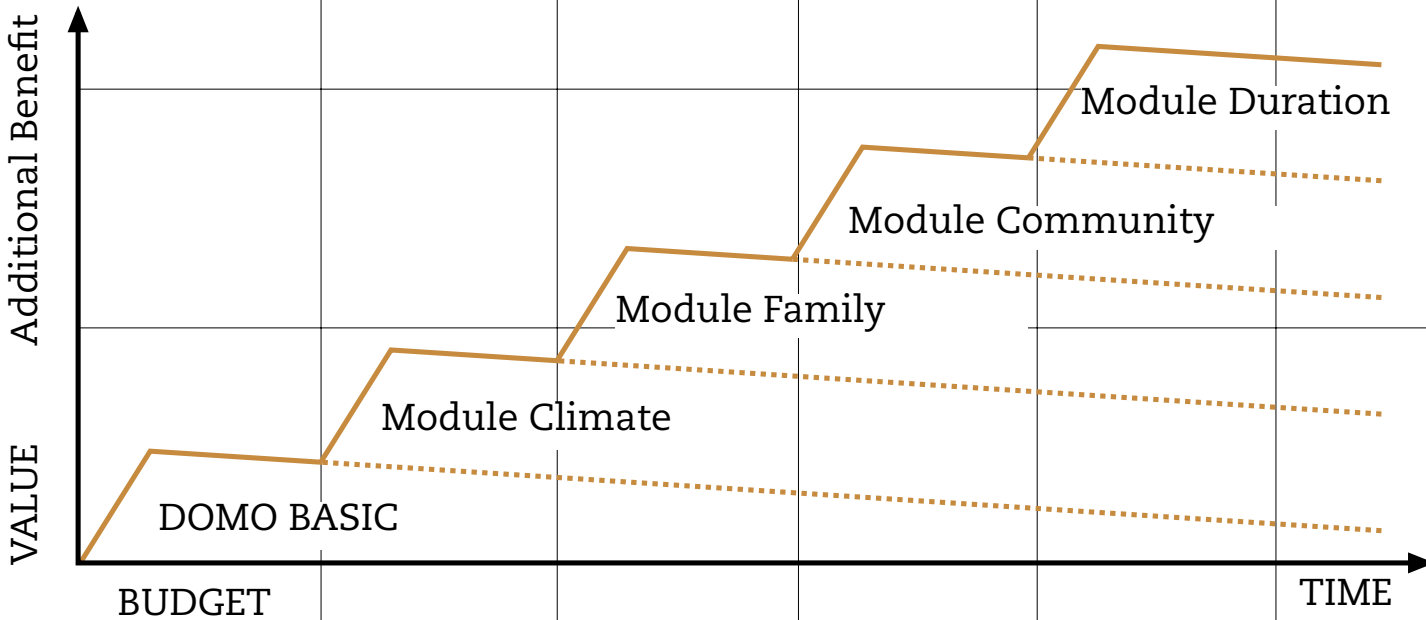 Additional Benefit
VALUE
Module Duration
Module Community
Module Family
Module Climate
DOMO BASIC
BUDGET
TIME